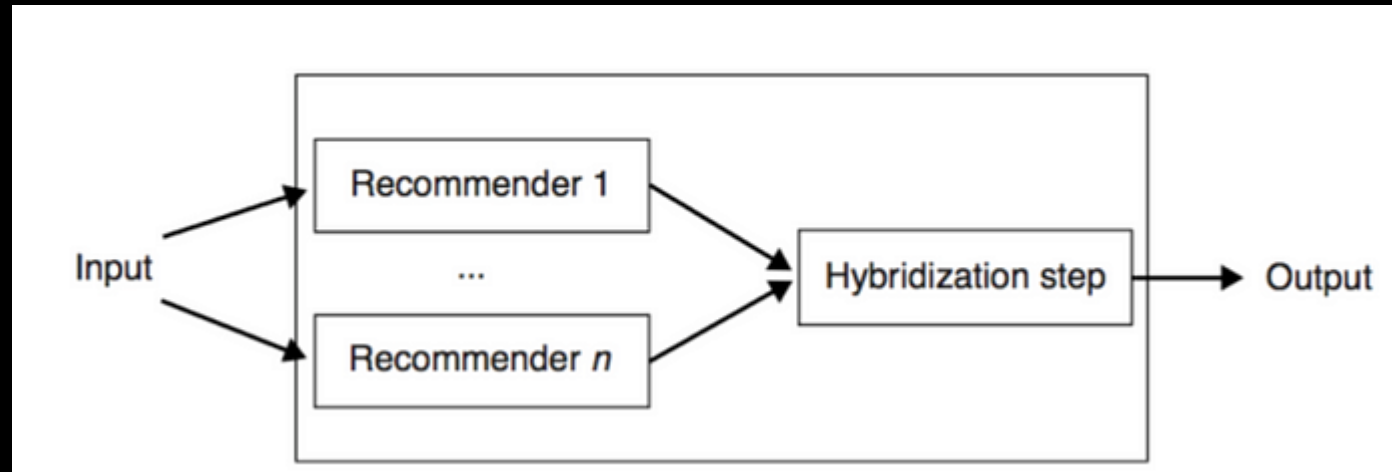 Recommender 1
Input
...
Hybridization step
Output
Recommender n